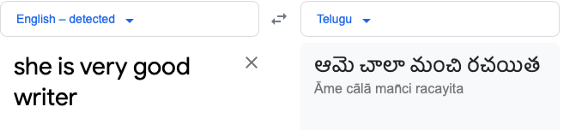 English – detected
Telugu
she is very good
writer
ఆమె చాలా మంచి రచయిత
Āme cālā man̄ci racayita